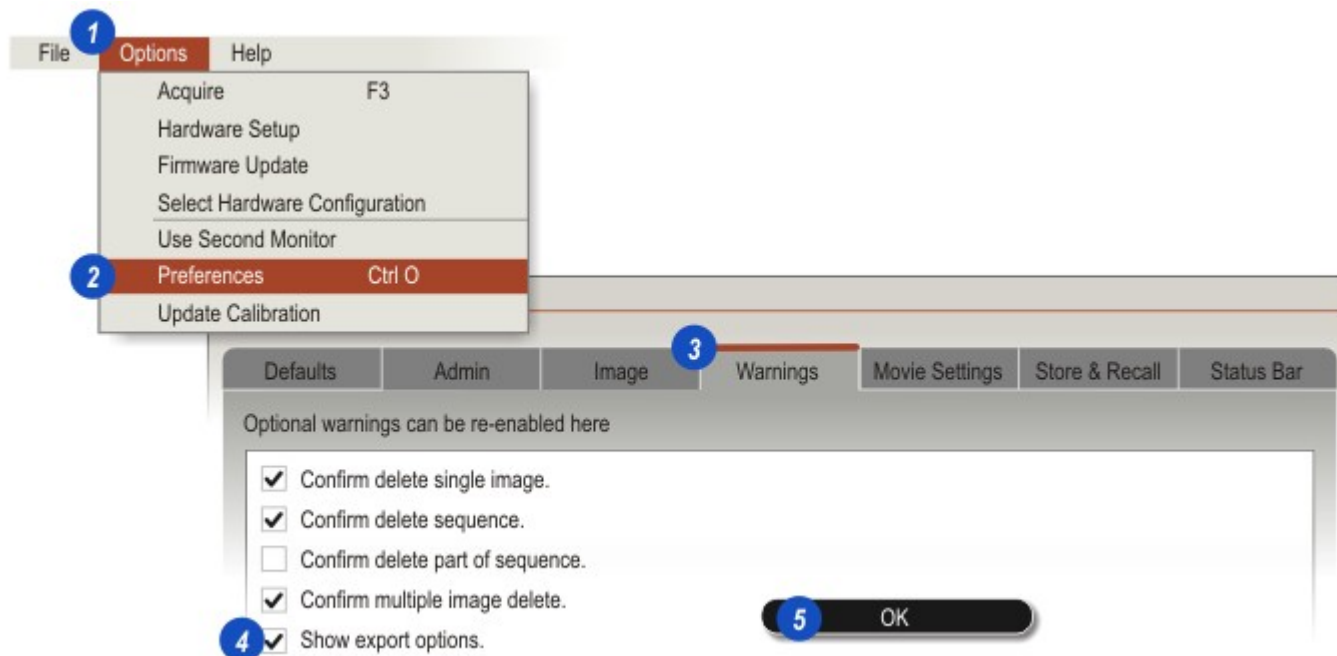 1
File Options Help
Acquire F3
Hardware Setup
Firmware Update
Select Hardware Configuration
Use Second Monitor
2 Preferences Ctrl O
Update Calibration
3
Defaults Admin Image Warnings Movie Settings Store & Recall Status Bar
Optional warnings can be re-enabled here
Confirm delete single image.
Confirm delete sequence.
Confirm delete part of sequence.
Confirm multiple image delete.
5 OK
4 Show export options.